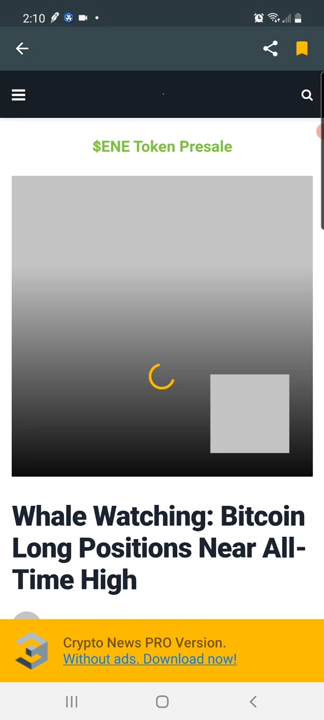 2:10
$ENE Token Presale
Whale Watching: Bitcoin
Long Positions Near All-
Time High
Crypto News PRO Version.
Without ads. Download now!